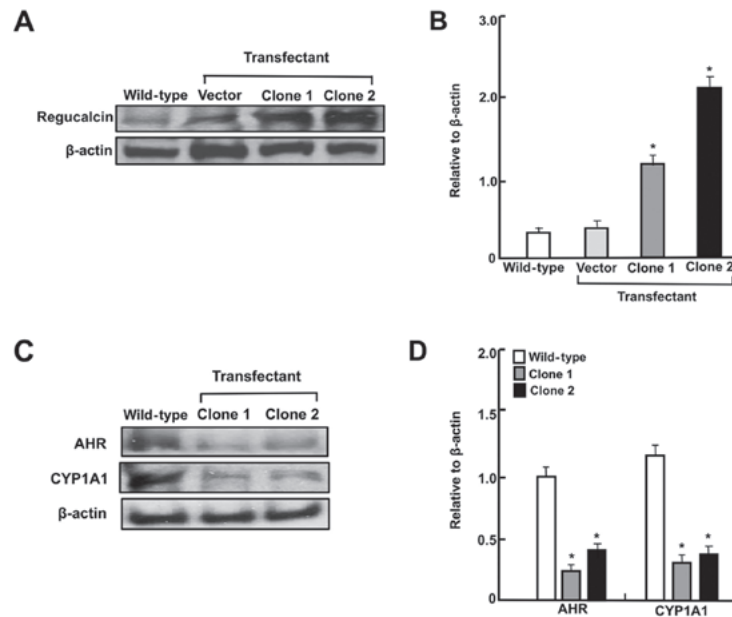 A
Transfectant
Wild-type Vector Clone 1 Clone 2
Regucalcin
β-actin
B
Relative to β-actin
3.0
2.0
1.0
0
*
*
Wild-type Vector Clone 1 Clone 2
Transfectant
C
Transfectant
Wild-type Clone 1 Clone 2
AHR
CYP1A1
β-actin
D
Relative to β-actin
2.0
1.5
1.0
0.5
0
Wild-type
Clone 1
Clone 2
* * * *
AHR CYP1A1